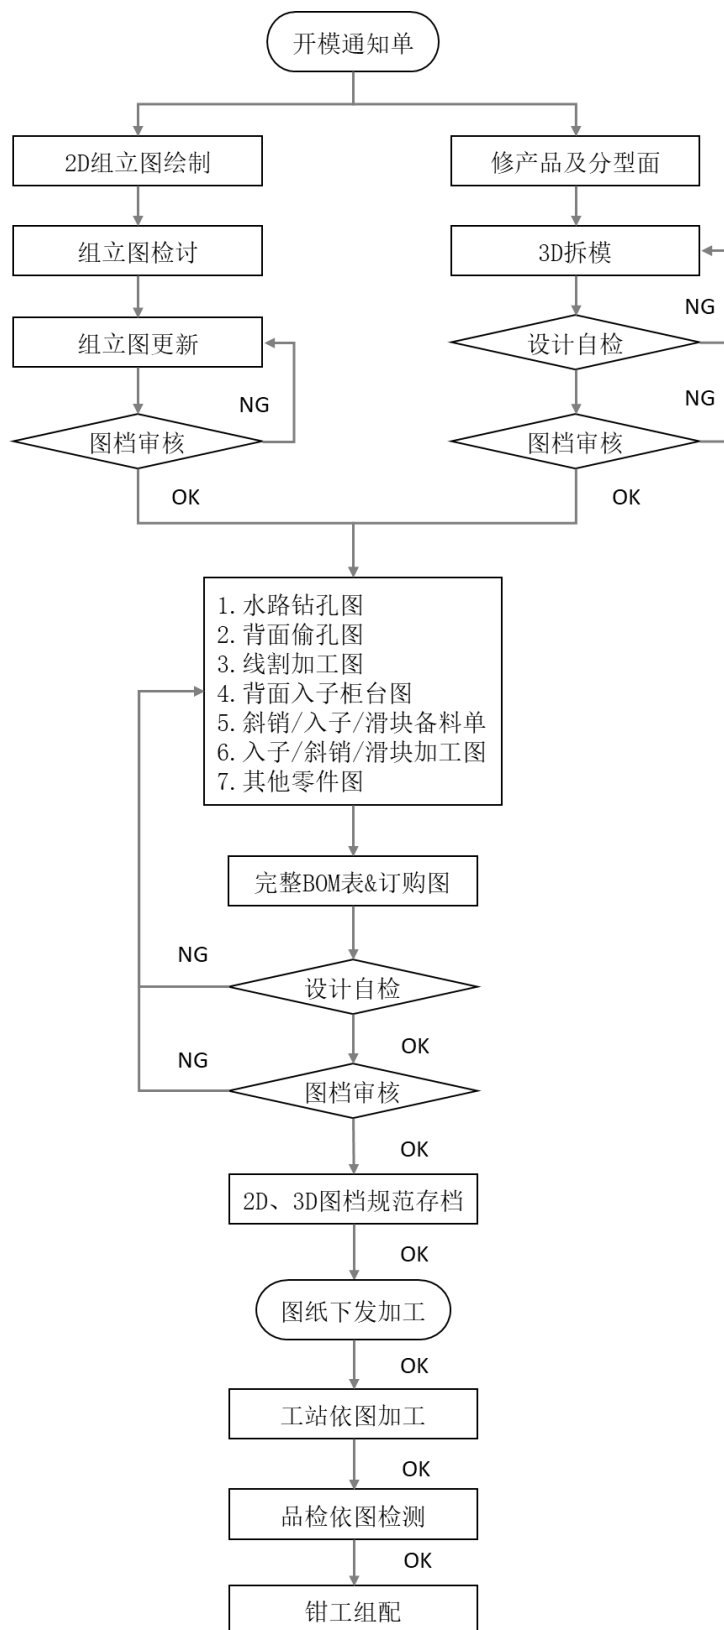 开模通知单
2D组立图绘制
修产品及分型面
组立图检讨
3D拆模
NG
组立图更新
设计自检
NG
NG
图档审核
图档审核
OK
OK
1.水路钻孔图
2.背面偷孔图
3.线割加工图
4.背面入子柜台图
5.斜销/入子/滑块备料单
6.入子/斜销/滑块加工图
7.其他零件图
完整BOM表&订购图
NG
设计自检
OK
NG
图档审核
OK
2D、3D图档规范存档
OK
图纸下发加工
OK
工站依图加工
OK
品检依图检测
OK
钳工组配